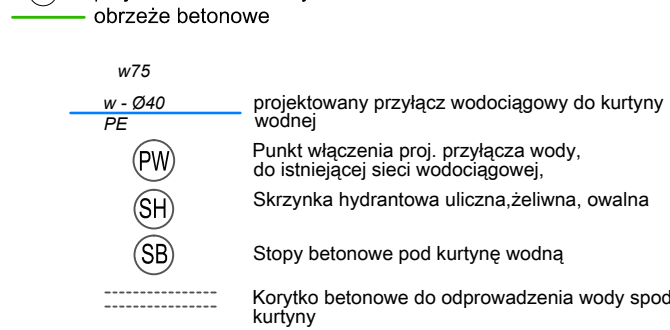 obrzeże betonowe
w75
w - Ø40
PE
projektowany przyłącz wodociągowy do kurtyny
wodnej
PW
Punkt włączenia proj. przyłącza wody,
do istniejącej sieci wodociągowej,
SH
Skrzynka hydrantowa uliczna,żeliwna, owalna
SB
Stopy betonowe pod kurtynę wodną
Korytko betonowe do odprowadzenia wody spod
kurtyny